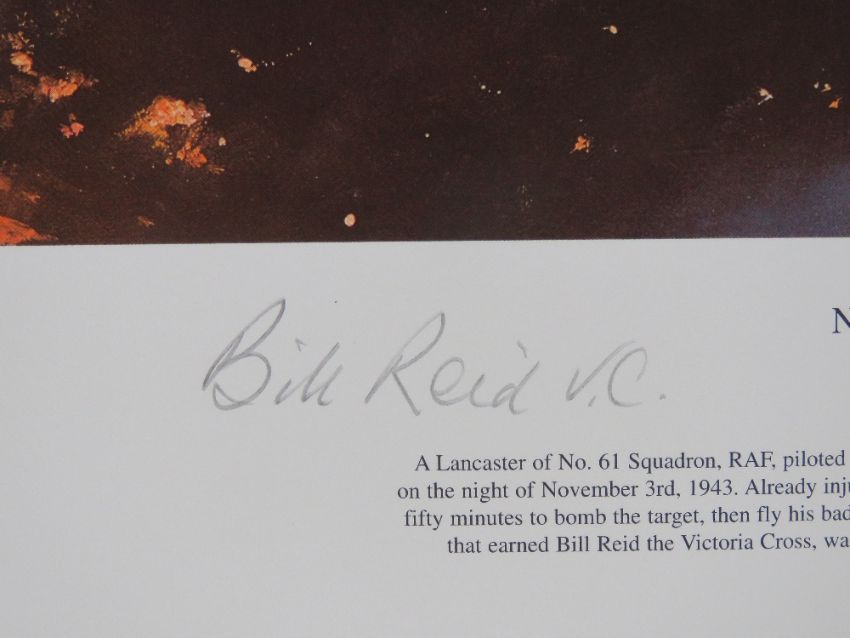 N
Bill Reid V.C.
A Lancaster of No. 61 Squadron, RAF, piloted
on the night of November 3rd, 1943. Already inju
fifty minutes to bomb the target, then fly his bad
that earned Bill Reid the Victoria Cross, wa